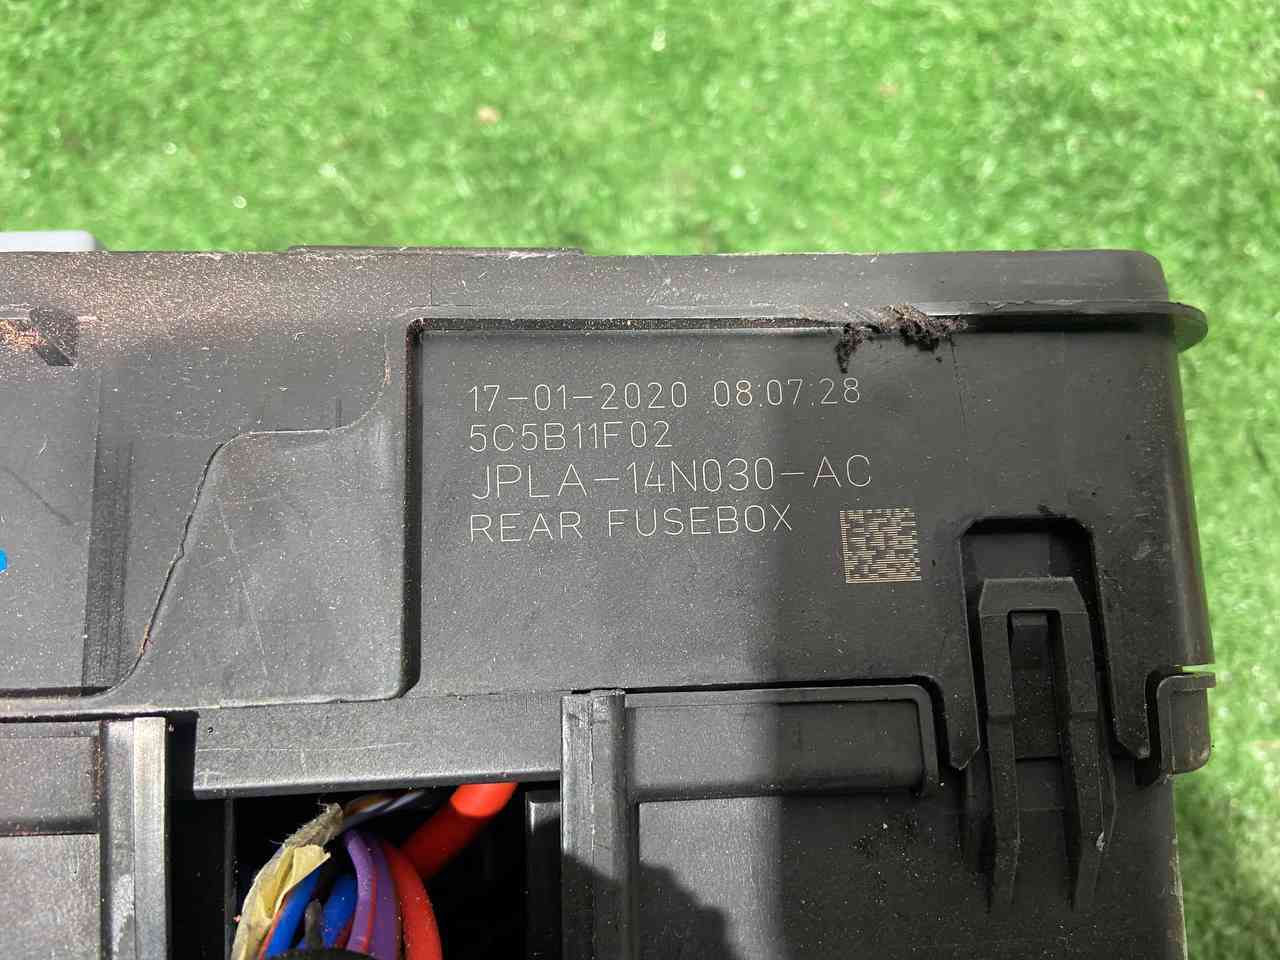 17-01-2020 08:07:28
5C5B11F02
JPLA-14N030-AC
REAR FUSEBOX